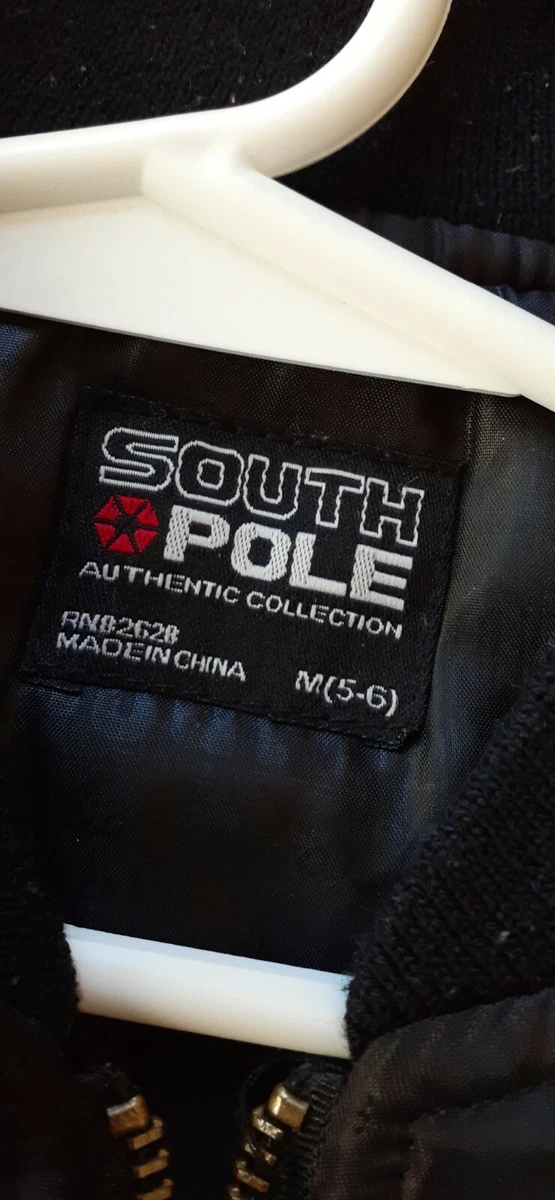 SOUTH
POLE
AUTHENTIC COLLECTION
RN82628
MADE IN CHINA
M(5-6)